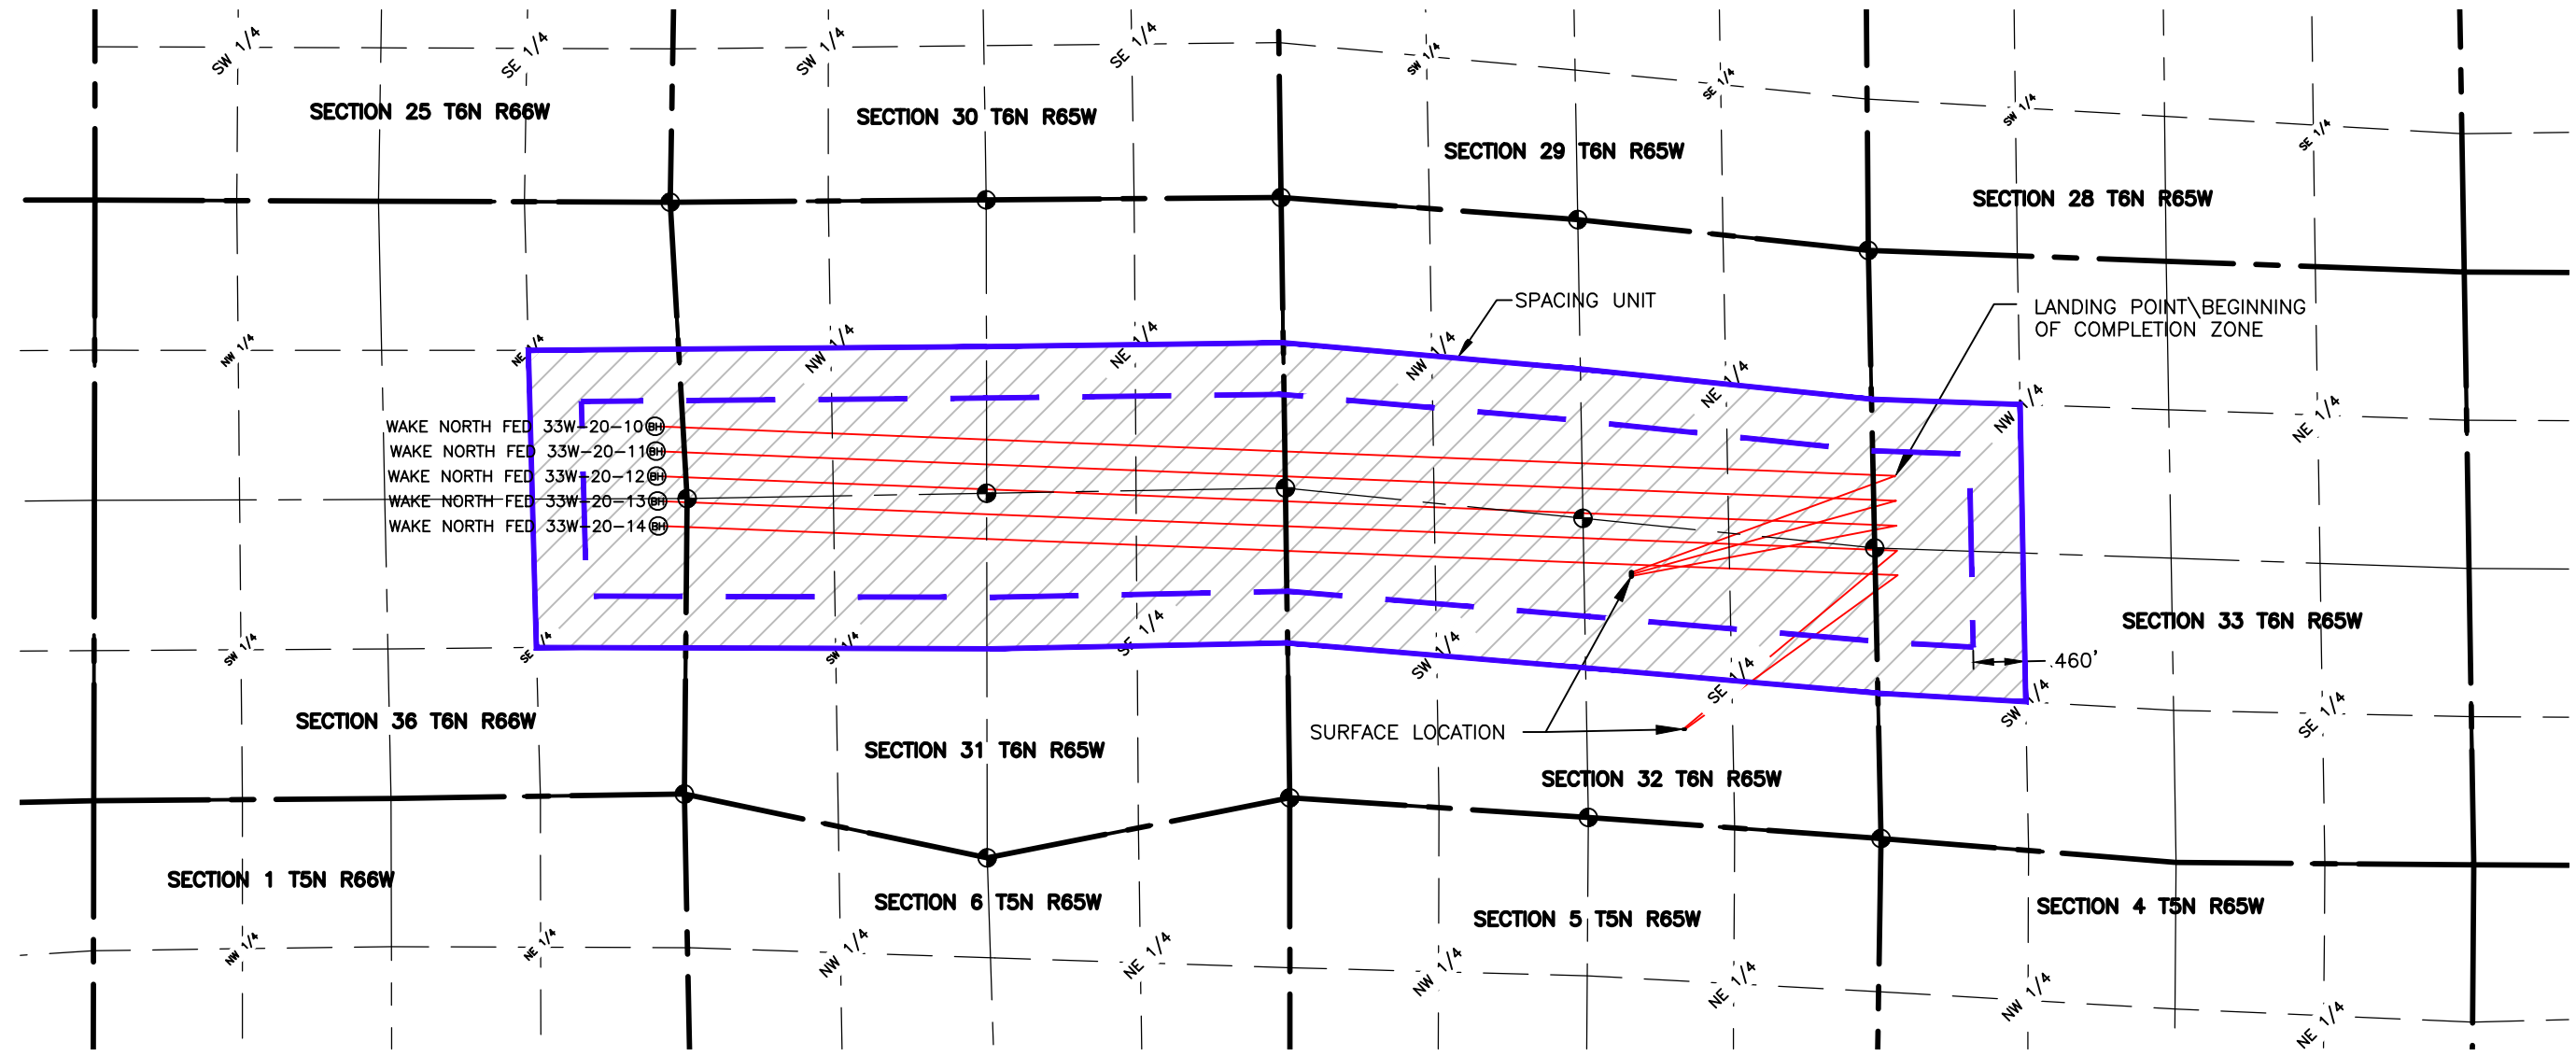 SW 1/4
SE 1/4
SW 1/4
SE 1/4
SW 1/4
SE 1/4
SW 1/4
SE 1/4
SECTION 25 T6N R66W
SECTION 30 T6N R65W
SECTION 29 T6N R65W
SECTION 28 T6N R65W
SPACING UNIT
LANDING POINT\BEGINNING
OF COMPLETION ZONE
NW 1/4
NE 1/4
NW 1/4
NE 1/4
NW 1/4
NE 1/4
NW 1/4
NE 1/4
WAKE NORTH FED 33W-20-10 BH
WAKE NORTH FED 33W-20-11 BH
WAKE NORTH FED 33W-20-12 BH
WAKE NORTH FED 33W-20-13 BH
WAKE NORTH FED 33W-20-14 BH
SW 1/4
SE 1/4
SW 1/4
SE 1/4
SW 1/4
SE 1/4
SW 1/4
SE 1/4
460'
SECTION 33 T6N R65W
SECTION 36 T6N R66W
SURFACE LOCATION
SECTION 31 T6N R65W
SECTION 32 T6N R65W
SECTION 1 T5N R66W
SECTION 6 T5N R65W
SECTION 5 T5N R65W
SECTION 4 T5N R65W
NW 1/4
NE 1/4
NW 1/4
NE 1/4
NW 1/4
NE 1/4
NW 1/4
NE 1/4